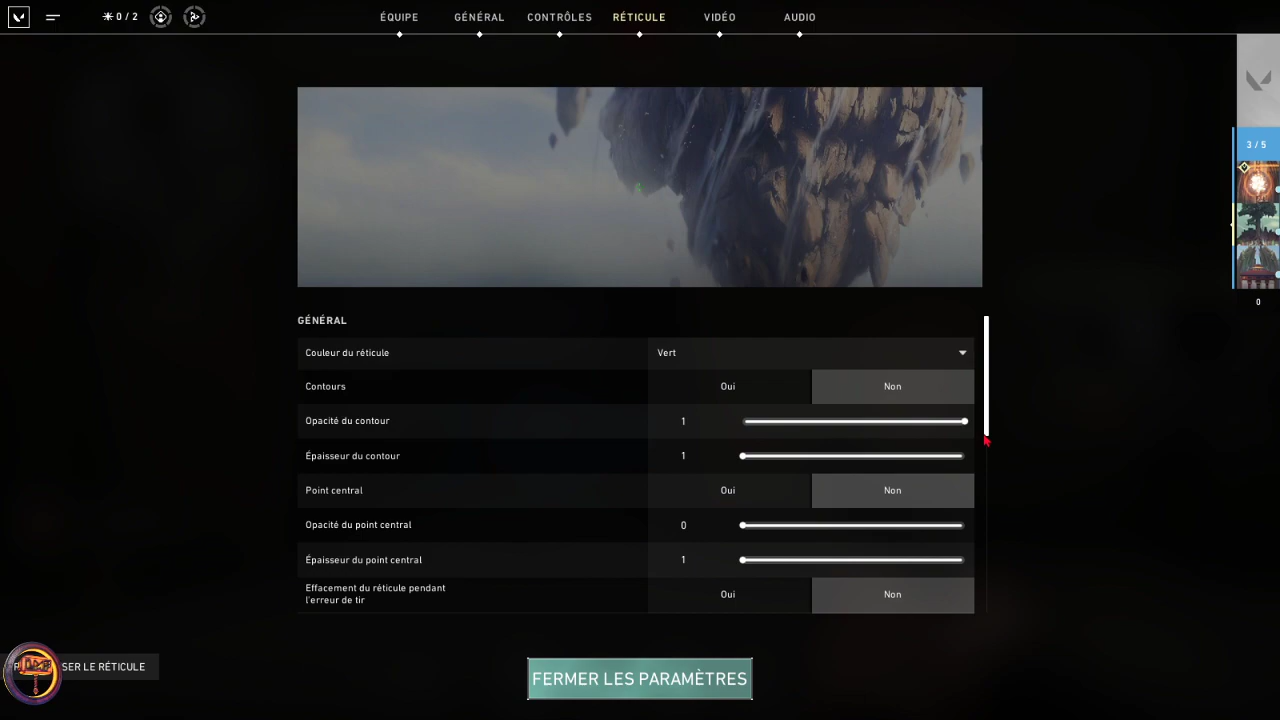 0 / 2
ÉQUIPE
GÉNÉRAL
CONTRÔLES
RÉTICULE
VIDÉO
AUDIO
3 / 5
0
GÉNÉRAL
Couleur du réticule
Vert
Contours
Oui
Non
Opacité du contour
1
Épaisseur du contour
1
Point central
Oui
Non
Opacité du point central
0
Épaisseur du point central
1
Effacement du réticule pendant
l'erreur de tir
Oui
Non
SER LE RÉTICULE
FERMER LES PARAMÈTRES